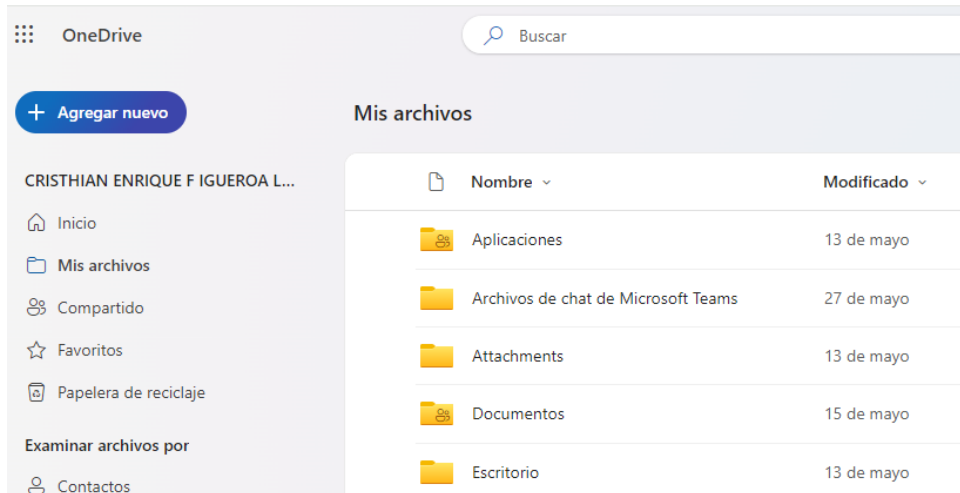 OneDrive
Buscar
Agregar nuevo
Mis archivos
CRISTHIAN ENRIQUE F IGUEROA L...
Nombre
Modificado
Inicio
Aplicaciones
13 de mayo
Mis archivos
Archivos de chat de Microsoft Teams
27 de mayo
Compartido
Favoritos
Attachments
13 de mayo
Papelera de reciclaje
Documentos
15 de mayo
Examinar archivos por
Escritorio
13 de mayo
Contactos